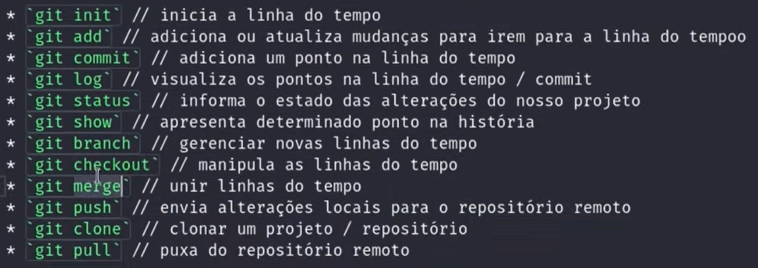 * `git init` // inicia a linha do tempo
* `git add` // adiciona ou atualiza mudanças para irem para a linha do tempoo
* `git commit` // adiciona um ponto na linha do tempo
* `git log` // visualiza os pontos na linha do tempo / commit
* `git status` // informa o estado das alterações do nosso projeto
* `git show` // apresenta determinado ponto na história
* `git branch` // gerenciar novas linhas do tempo
* `git checkout` // manipula as linhas do tempo
* `git merge` // unir linhas do tempo
* `git push` // envia alterações locais para o repositório remoto
* `git clone` // clonar um projeto / repositório
* `git pull` // puxa do repositório remoto